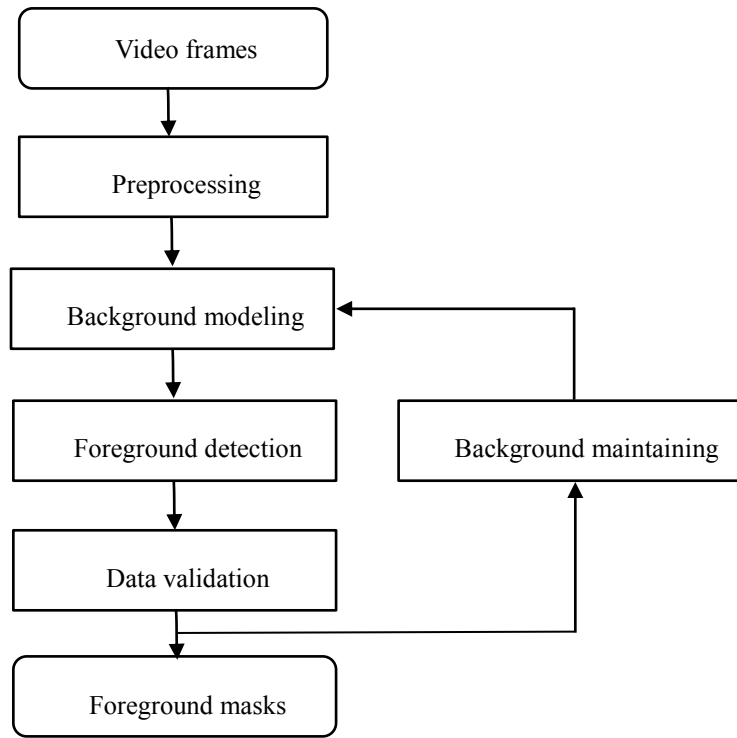 Video frames
Preprocessing
Background modeling
Foreground detection
Background maintaining
Data validation
Foreground masks